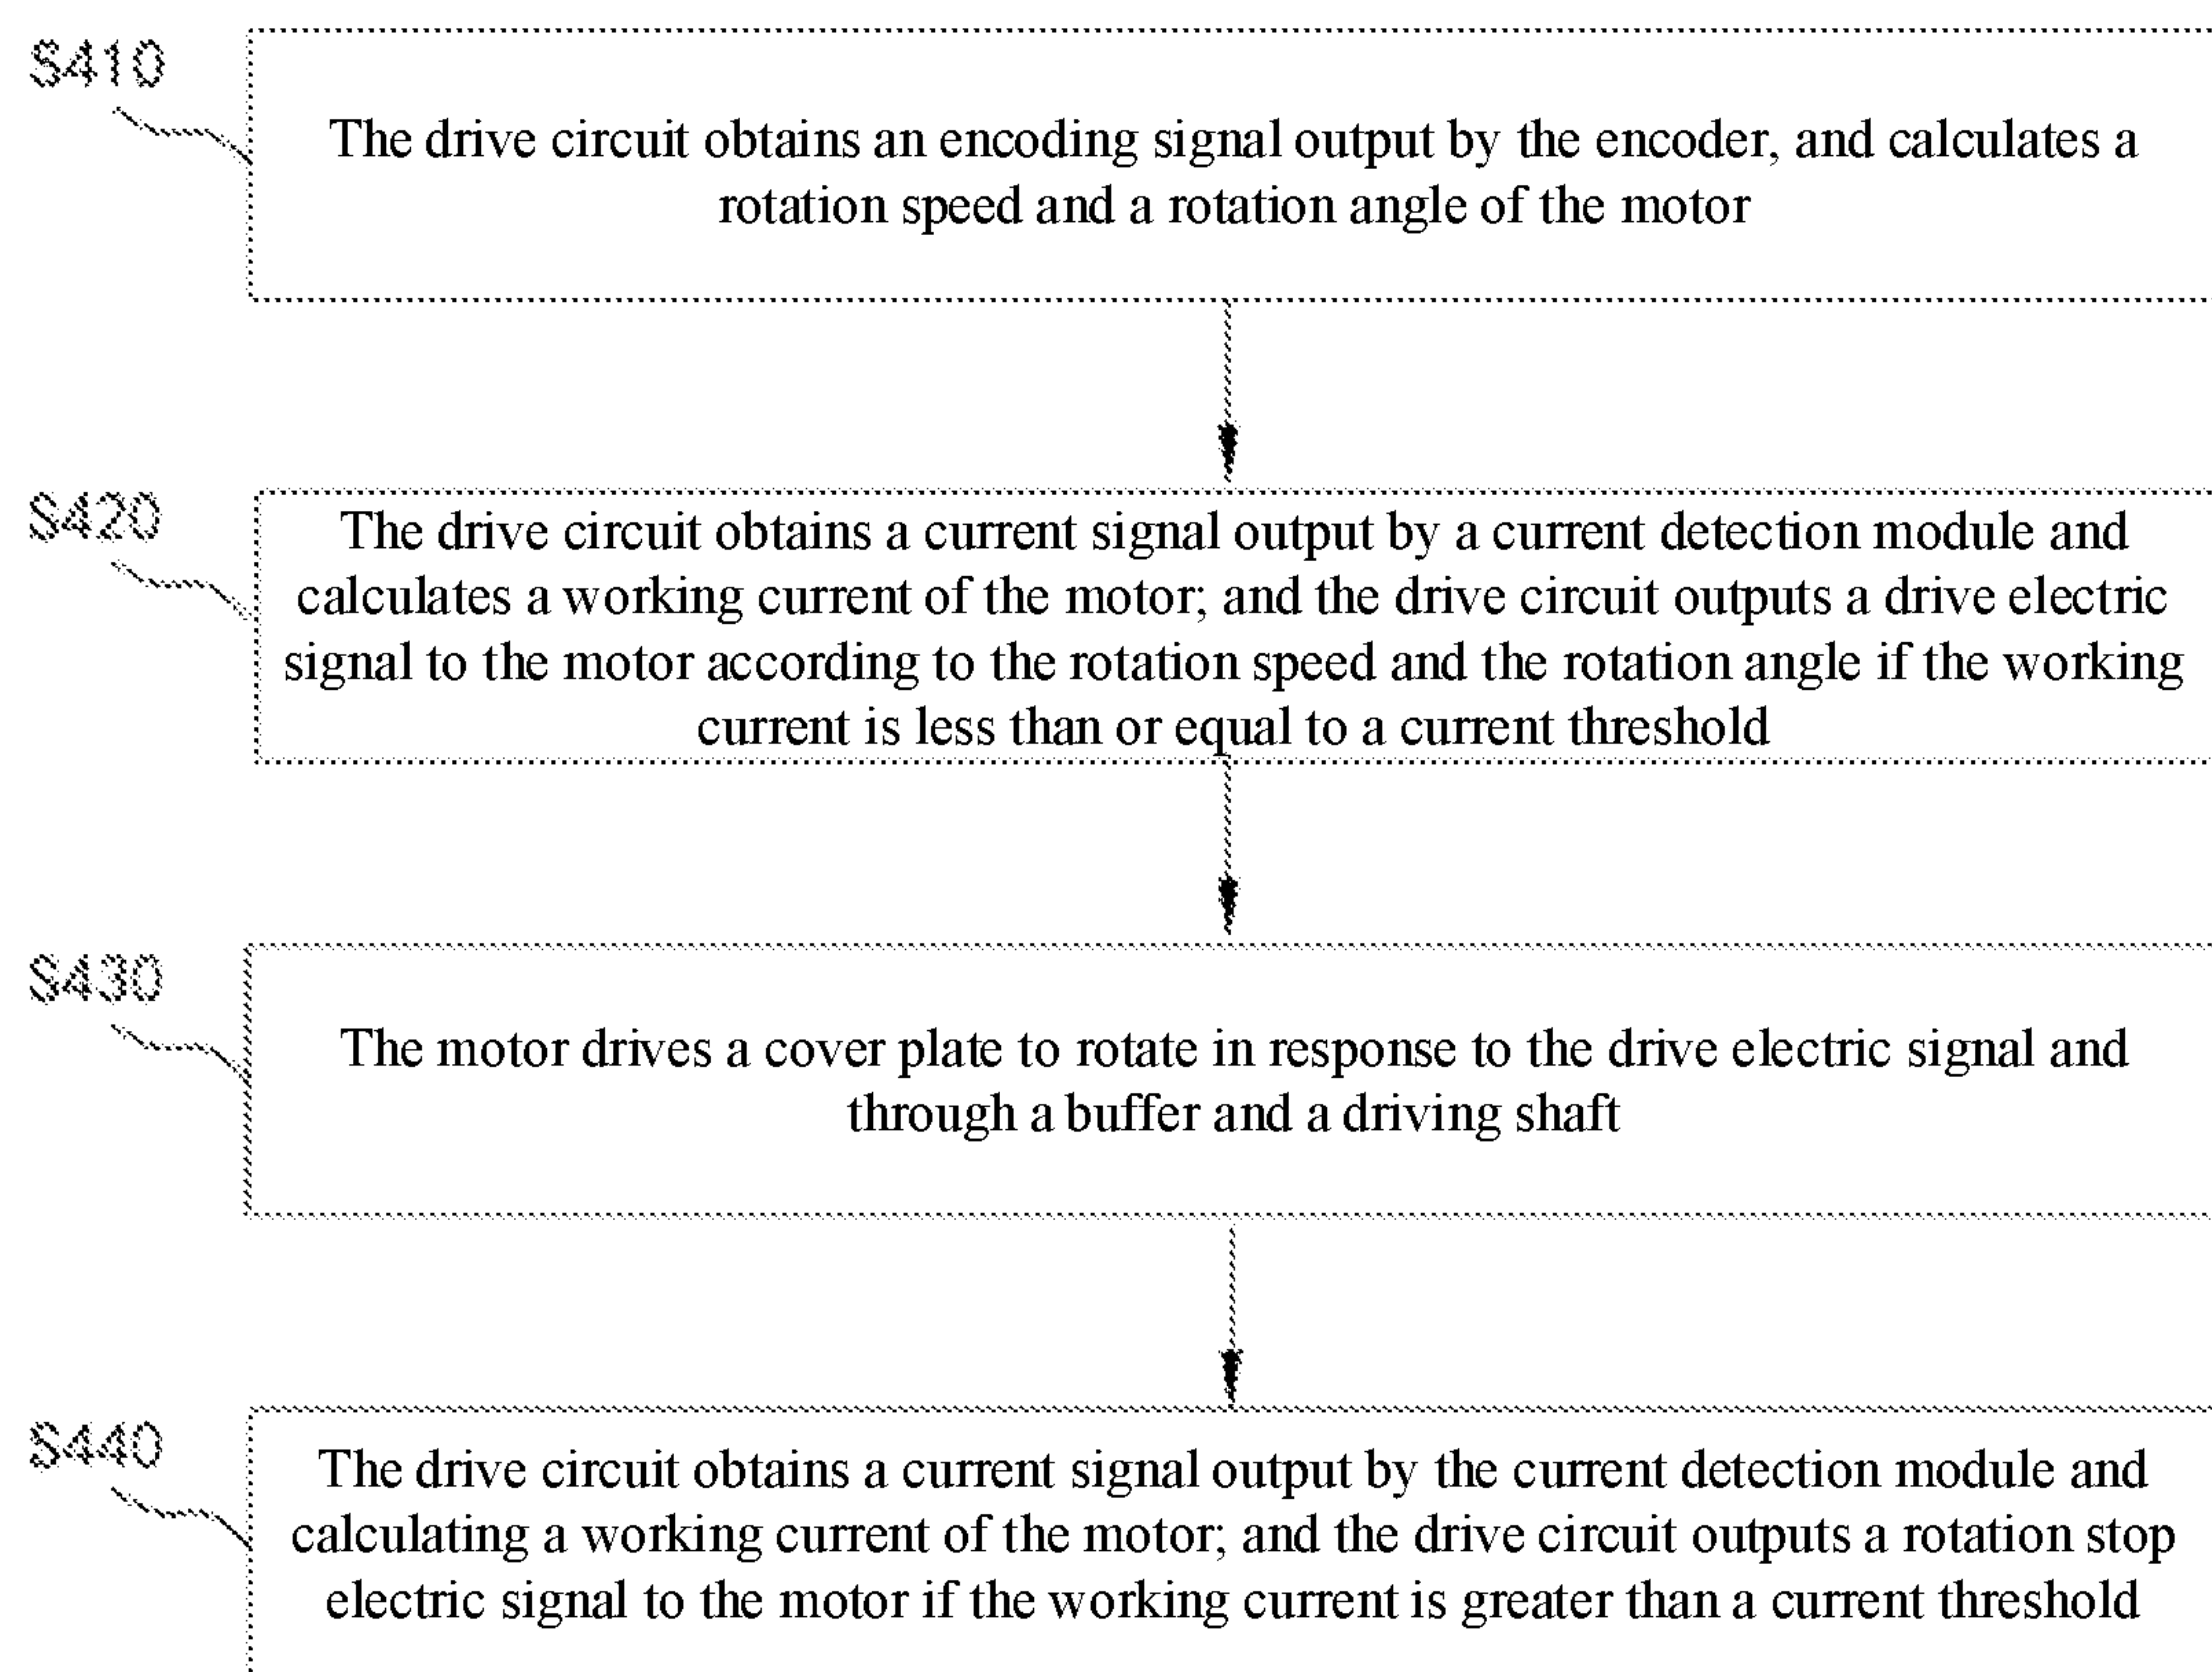 S410
The drive circuit obtains an encoding signal output by the encoder, and calculates a
rotation speed and a rotation angle of the motor
S420
The drive circuit obtains a current signal output by a current detection module and
calculates a working current of the motor; and the drive circuit outputs a drive electric
signal to the motor according to the rotation speed and the rotation angle if the working
current is less than or equal to a current threshold
S430
The motor drives a cover plate to rotate in response to the drive electric signal and
through a buffer and a driving shaft
S440
The drive circuit obtains a current signal output by the current detection module and
calculating a working current of the motor; and the drive circuit outputs a rotation stop
electric signal to the motor if the working current is greater than a current threshold